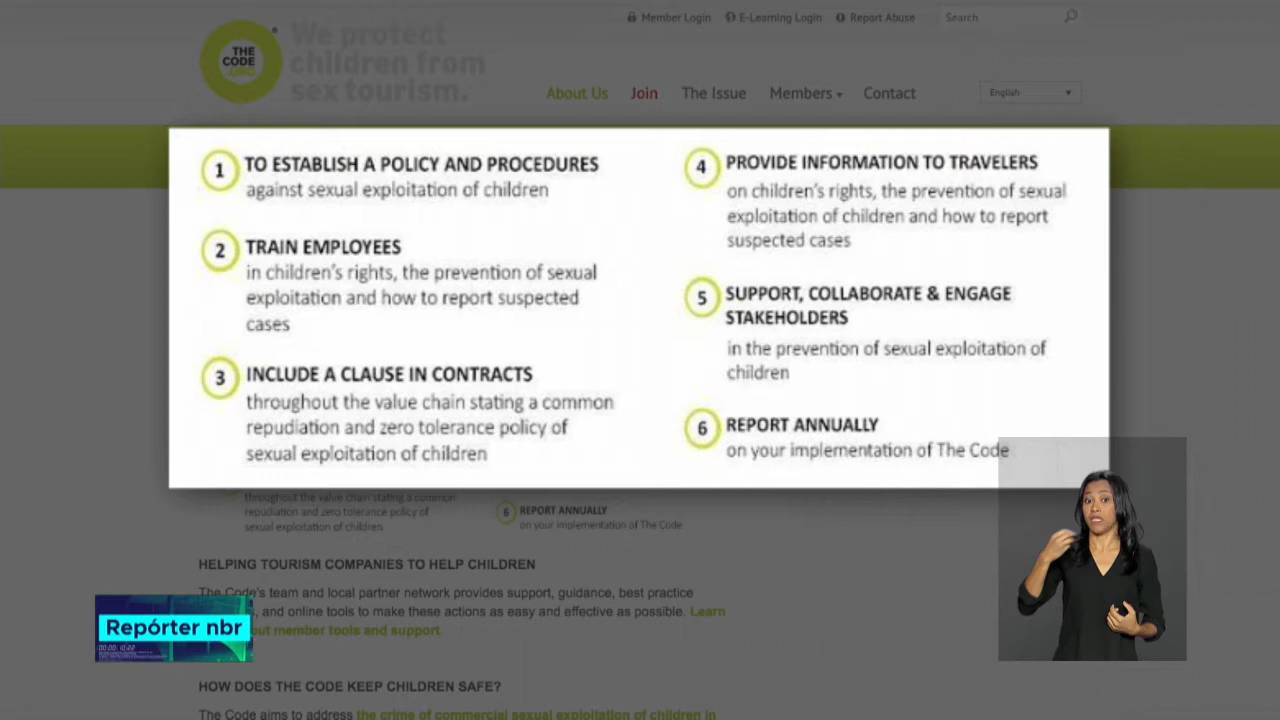 Member Login
E-Learning Login
Report Abuse
Search
THE
CODE
.ORG
We protect
children from
sex tourism.
About Us
Join
The Issue
Members
Contact
English
1 TO ESTABLISH A POLICY AND PROCEDURES
against sexual exploitation of children
2 TRAIN EMPLOYEES
in children's rights, the prevention of sexual
exploitation and how to report suspected
cases
3 INCLUDE A CLAUSE IN CONTRACTS
throughout the value chain stating a common
repudiation and zero tolerance policy of
sexual exploitation of children
4 PROVIDE INFORMATION TO TRAVELERS
on children's rights, the prevention of sexual
exploitation of children and how to report
suspected cases
5 SUPPORT, COLLABORATE & ENGAGE
STAKEHOLDERS
in the prevention of sexual exploitation of
children
6 REPORT ANNUALLY
on your implementation of The Code
throughout the value chain stating a common
repudiation and zero tolerance policy of
sexual exploitation of children
6 REPORT ANNUALLY
on your implementation of The Code
HELPING TOURISM COMPANIES TO HELP CHILDREN
The Code's team and local partner network provides support, guidance, best practice
, and online tools to make these actions as easy and effective as possible. Learn
out member tools and support
Repórter nbr
HOW DOES THE CODE KEEP CHILDREN SAFE?
The Code aims to address the crime of commercial sexual exploitation of children in